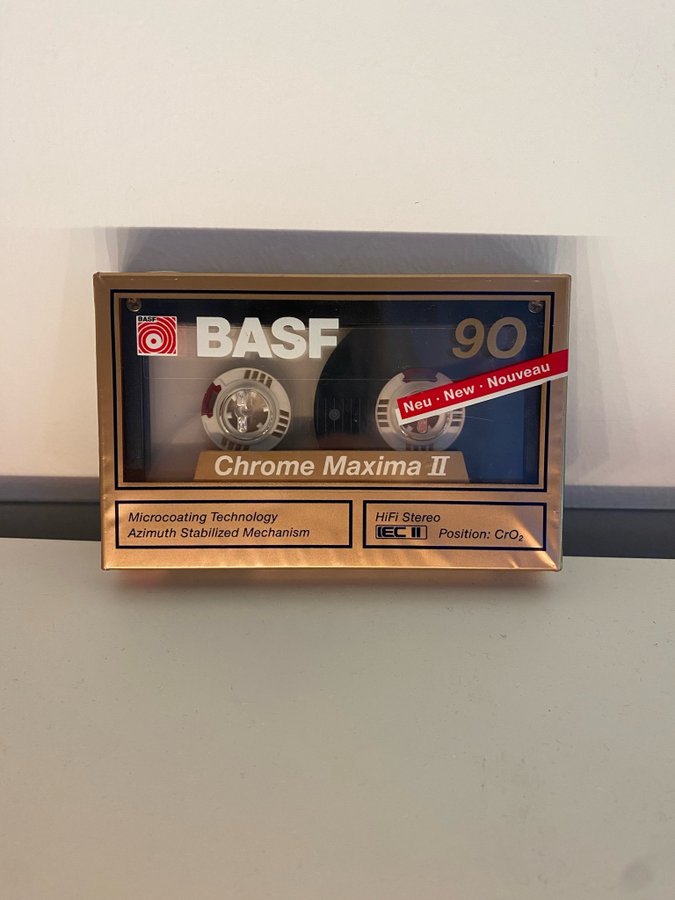 BASF
BASF
90
Neu · New · Nouveau
Chrome Maxima II
Microcoating Technology
Azimuth Stabilized Mechanism
HiFi Stereo
IEC II Position: CrO₂